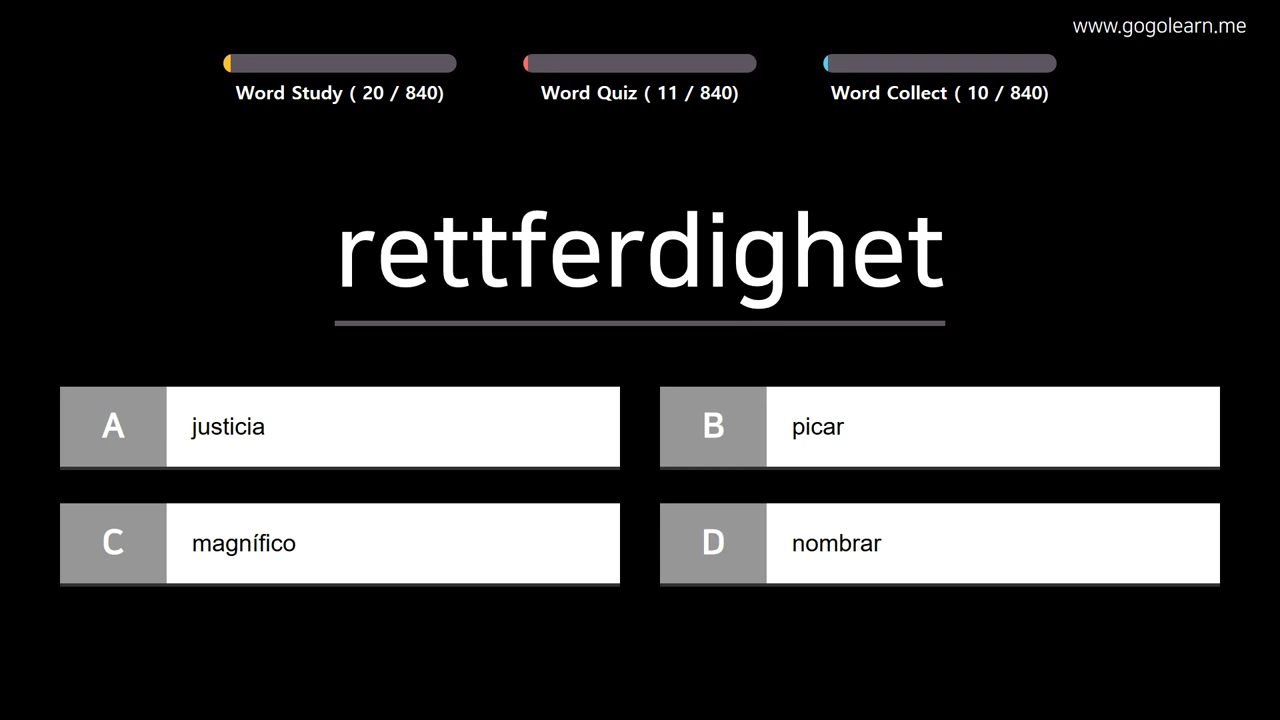 www.gogolearn.me
Word Study ( 20 / 840)
Word Quiz ( 11 / 840)
Word Collect ( 10 / 840)
rettferdighet
A justicia
B picar
C magnífico
D nombrar